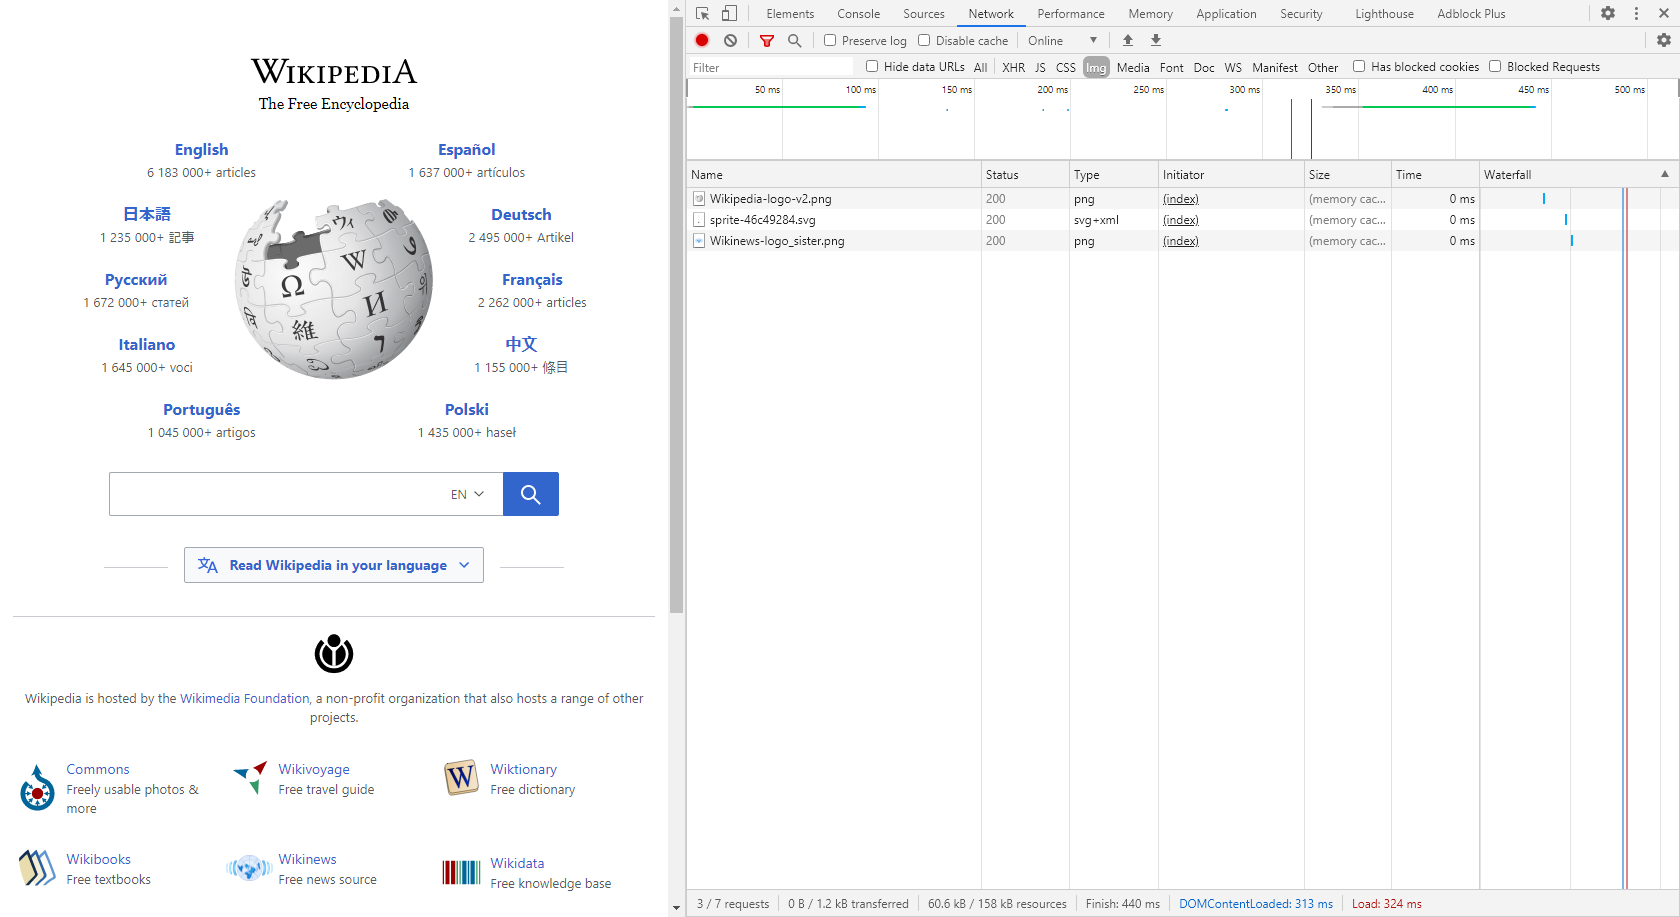 WIKIPEDIA
The Free Encyclopedia
English
6 183 000+ articles
Español
1 637 000+ artículos
日本語
1 235 000+ 記事
Deutsch
2 495 000+ Artikel
Русский
1 672 000+ статей
Français
2 262 000+ articles
Italiano
1 645 000+ voci
中文
1 155 000+ 條目
Português
1 045 000+ artigos
Polski
1 435 000+ haseł
Ω
W
И
維
7
EN
Read Wikipedia in your language
Wikipedia is hosted by the Wikimedia Foundation, a non-profit organization that also hosts a range of other
projects.
Commons
Freely usable photos &
more
Wikivoyage
Free travel guide
W
Wiktionary
Free dictionary
Wikibooks
Free textbooks
Wikinews
Free news source
Wikidata
Free knowledge base
Elements Console Sources Network Performance Memory Application Security Lighthouse Adblock Plus
Preserve log Disable cache Online
Filter Hide data URLs All XHR JS CSS Img Media Font Doc WS Manifest Other Has blocked cookies Blocked Requests
50 ms 100 ms 150 ms 200 ms 250 ms 300 ms 350 ms 400 ms 450 ms 500 ms
Name Status Type Initiator Size Time Waterfall
Wikipedia-logo-v2.png 200 png (index) (memory cac... 0 ms
sprite-46c49284.svg 200 svg+xml (index) (memory cac... 0 ms
Wikinews-logo_sister.png 200 png (index) (memory cac... 0 ms
3 / 7 requests 0 B / 1.2 kB transferred 60.6 kB / 158 kB resources Finish: 440 ms DOMContentLoaded: 313 ms Load: 324 ms